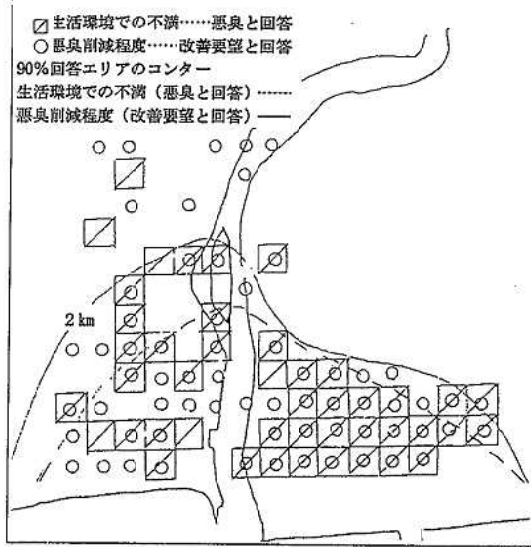 生活環境での不満……悪臭と回答
悪臭削減程度……改善要望と回答
90%回答エリアのコンター
生活環境での不満(悪臭と回答)………
悪臭削減程度(改善要望と回答)——
2km